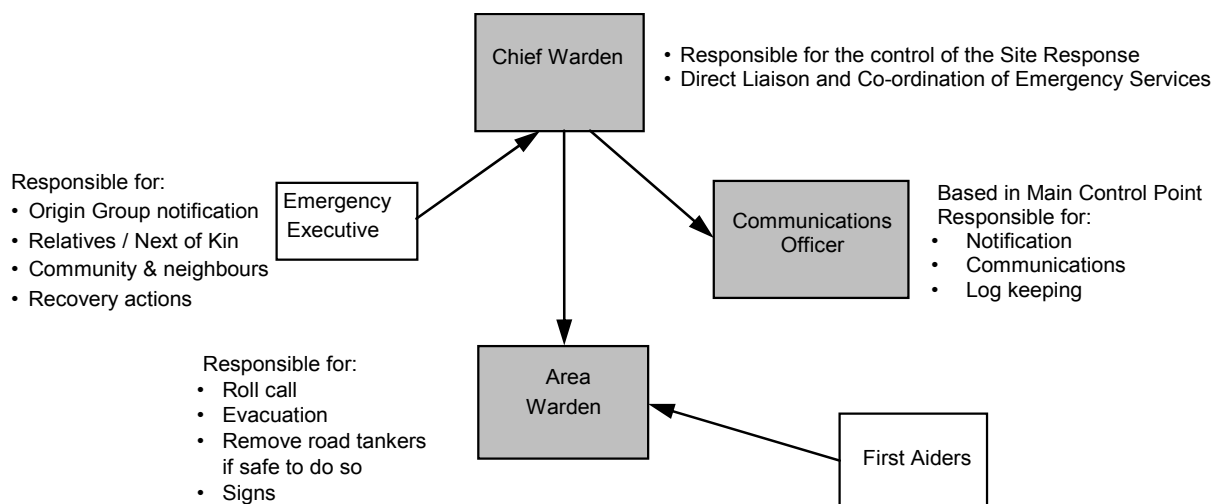 Chief Warden
• Responsible for the control of the Site Response
• Direct Liaison and Co-ordination of Emergency Services
Responsible for:
• Origin Group notification
• Relatives / Next of Kin
• Community & neighbours
• Recovery actions
Emergency
Executive
Communications
Officer
Based in Main Control Point
Responsible for:
• Notification
• Communications
• Log keeping
Responsible for:
• Roll call
• Evacuation
• Remove road tankers
if safe to do so
• Signs
Area
Warden
First Aiders